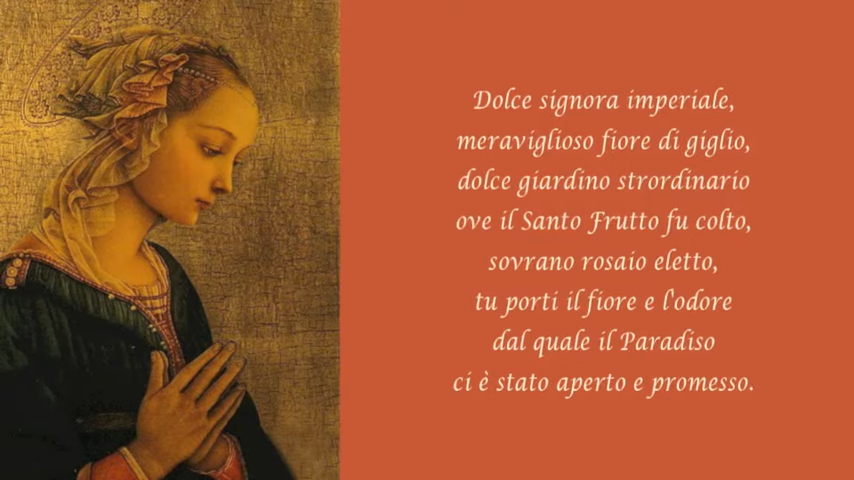 Dolce signora imperiale,
meraviglioso fiore di giglio,
dolce giardino strordinario
ove il Santo Frutto fu colto,
sovrano rosaio eletto,
tu porti il fiore e l'odore
dal quale il Paradiso
ci è stato aperto e promesso.